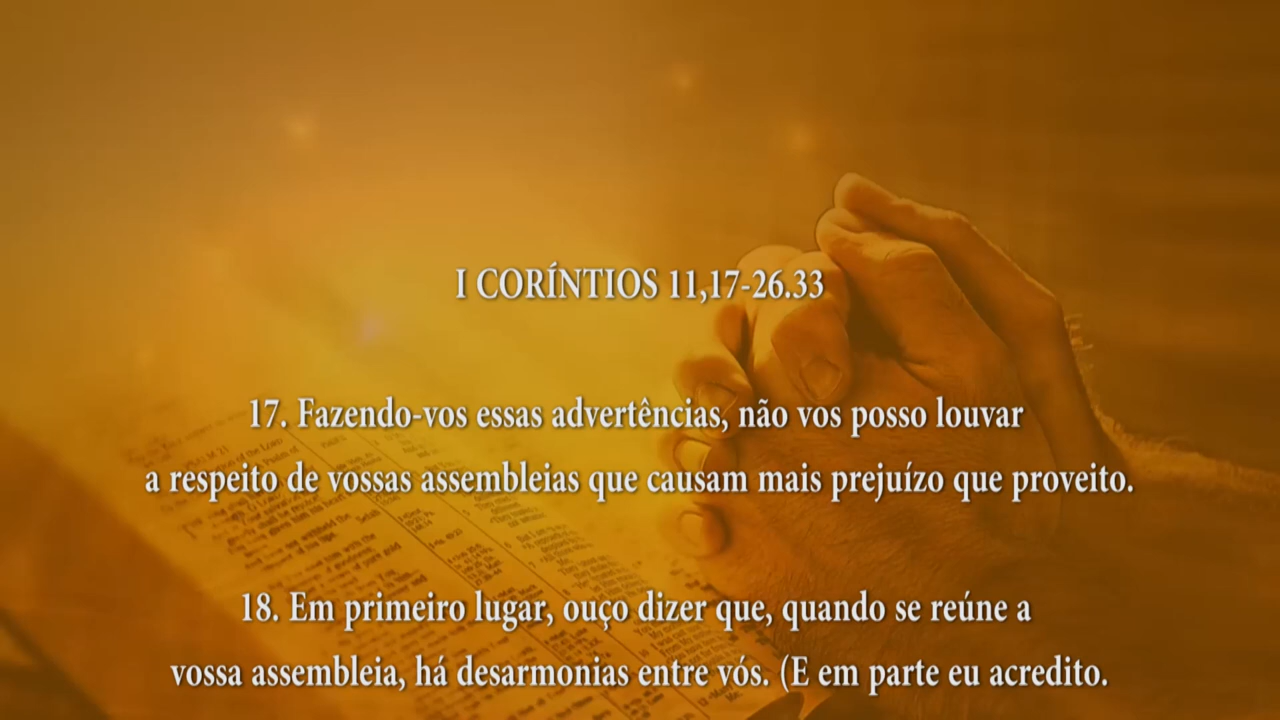 I CORÍNTIOS 11,17-26.33
17. Fazendo-vos essas advertências, não vos posso louvar
a respeito de vossas assembleias que causam mais prejuízo que proveito.
18. Em primeiro lugar, ouço dizer que, quando se reúne a
vossa assembleia, há desarmonias entre vós. (E em parte eu acredito.